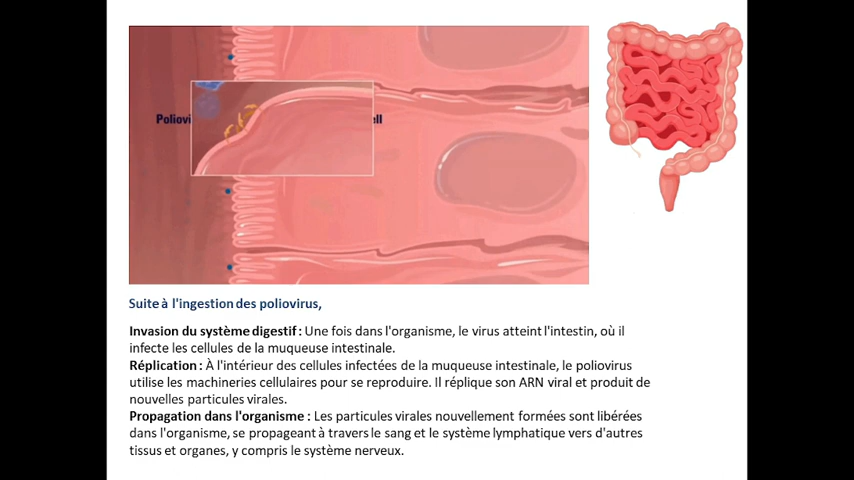 Poliovi ell
Suite à l'ingestion des poliovirus,
Invasion du système digestif : Une fois dans l'organisme, le virus atteint l'intestin, où il
infecte les cellules de la muqueuse intestinale.
Réplication : À l'intérieur des cellules infectées de la muqueuse intestinale, le poliovirus
utilise les machineries cellulaires pour se reproduire. Il réplique son ARN viral et produit de
nouvelles particules virales.
Propagation dans l'organisme : Les particules virales nouvellement formées sont libérées
dans l'organisme, se propageant à travers le sang et le système lymphatique vers d'autres
tissus et organes, y compris le système nerveux.